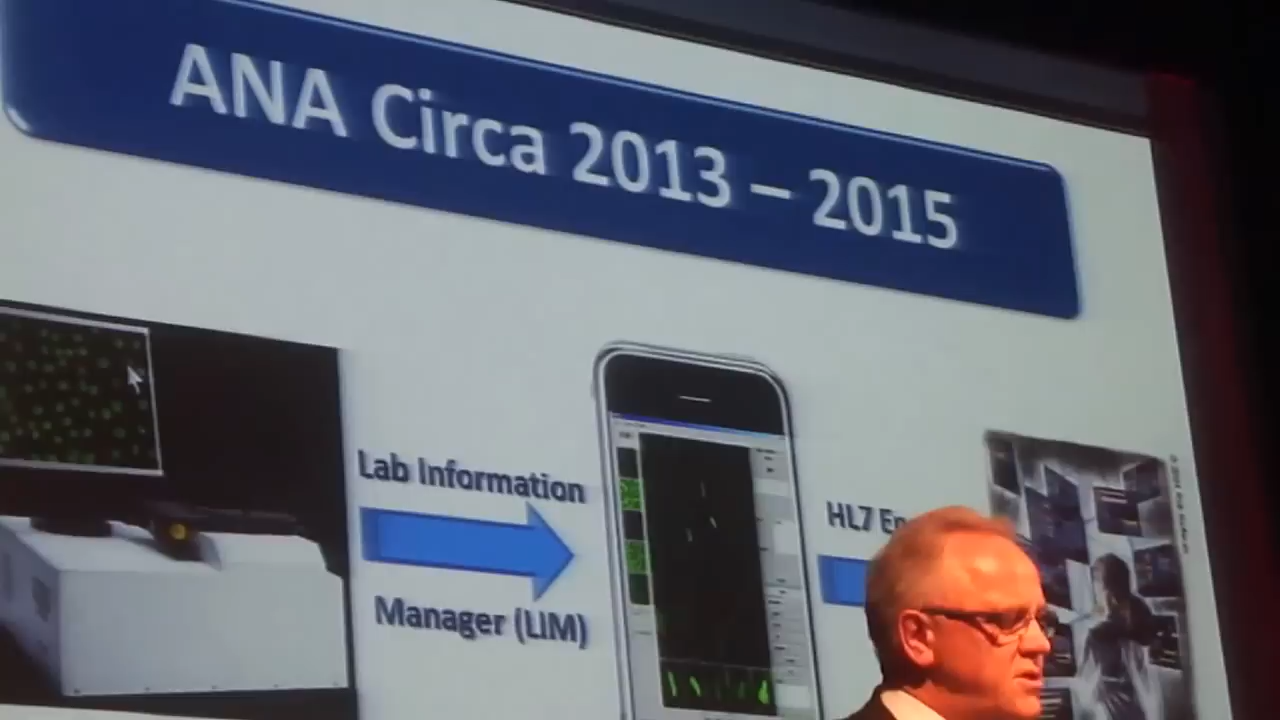 ANA Circa 2013 – 2015
Lab Information
Manager (LIM)
HL7